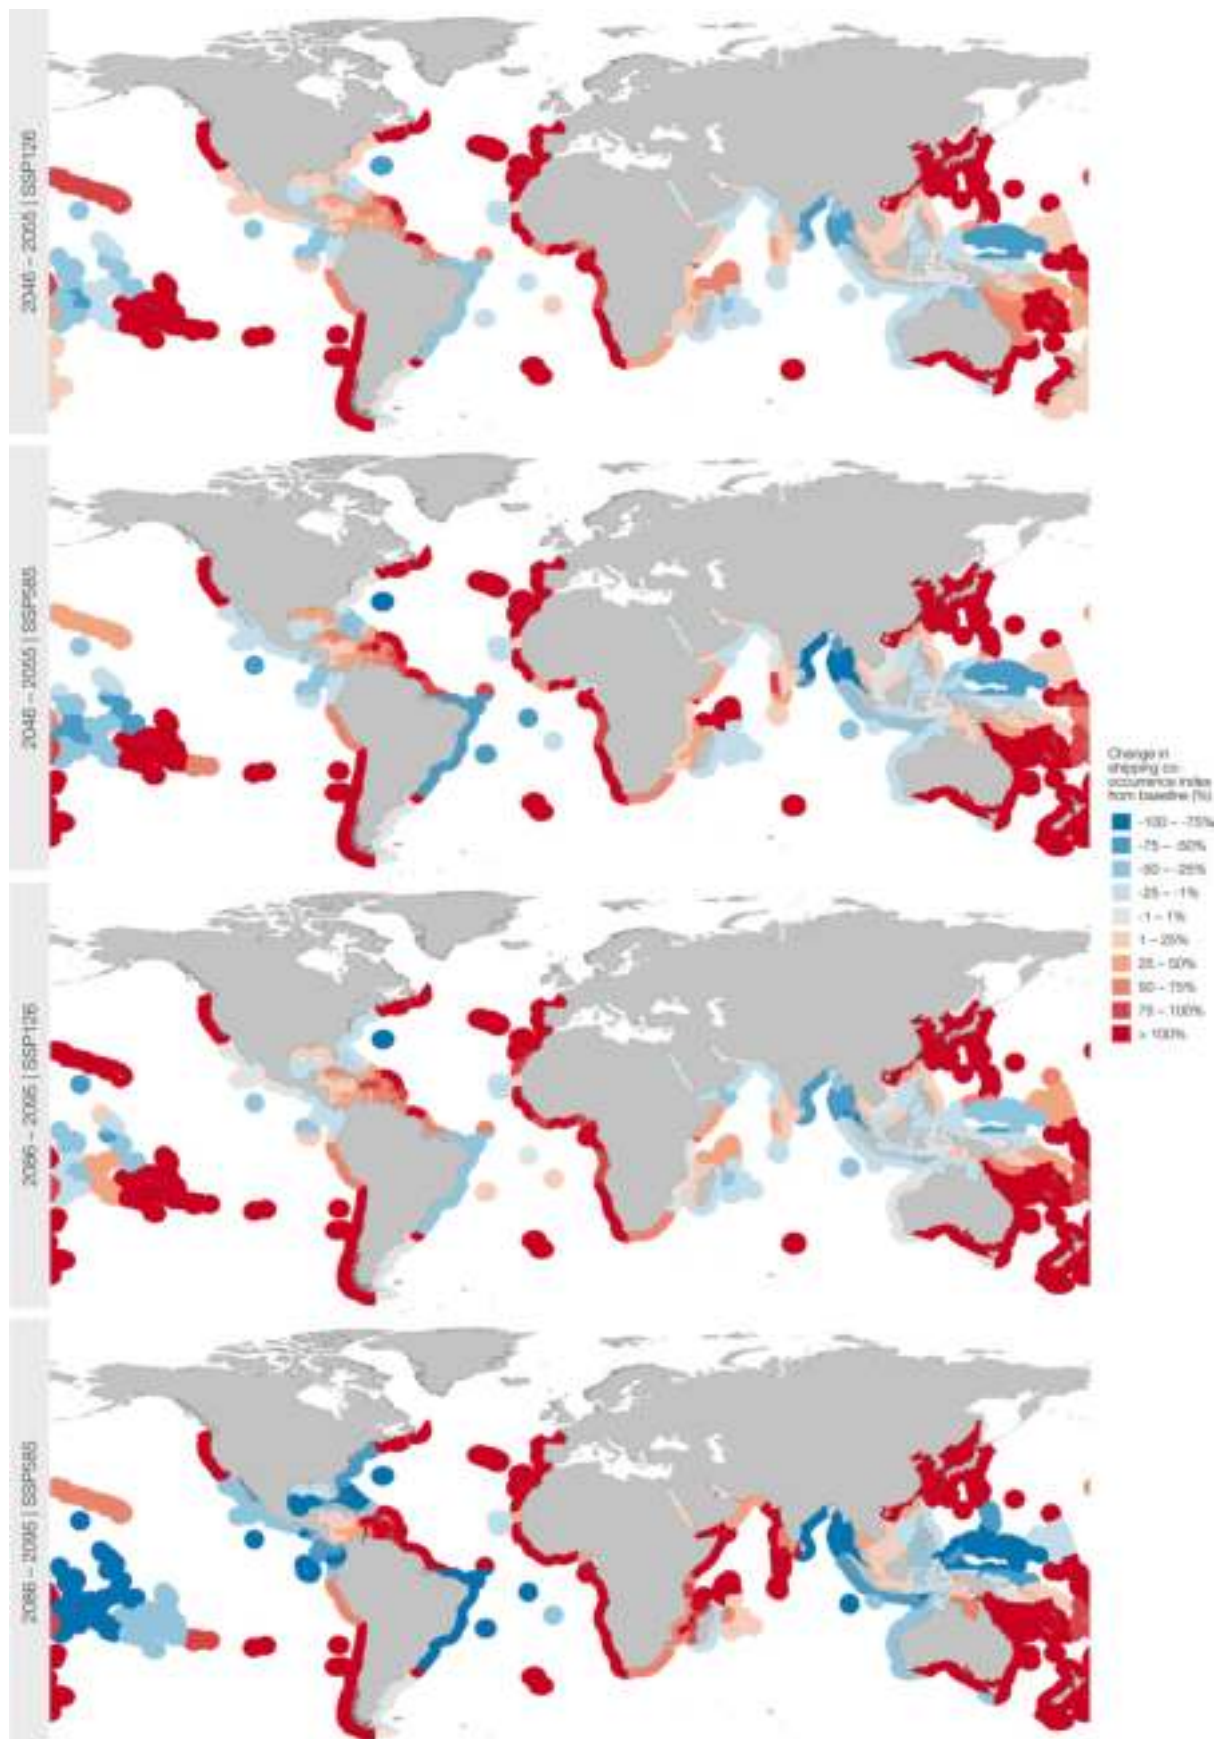 2046 – 2055 | SSP126
2046 – 2055 | SSP585
2086 – 2095 | SSP126
2086 – 2095 | SSP585
Change in
shipping co-
occurrence index
from baseline (%)
-100 – -75%
-75 – -50%
-50 – -25%
-25 – -1%
-1 – 1%
1 – 25%
25 – 50%
50 – 75%
75 – 100%
> 100%